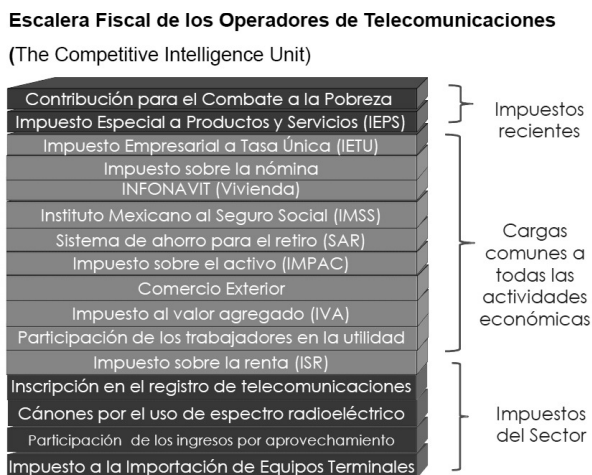 Escalera Fiscal de los Operadores de Telecomunicaciones
(The Competitive Intelligence Unit)
Contribución para el Combate a la Pobreza
Impuesto Especial a Productos y Servicios (IEPS)
Impuestos
recientes
Impuesto Empresarial a Tasa Única (IETU)
Impuesto sobre la nómina
INFONAVIT (Vivienda)
Instituto Mexicano al Seguro Social (IMSS)
Sistema de ahorro para el retiro (SAR)
Impuesto sobre el activo (IMPAC)
Comercio Exterior
Impuesto al valor agregado (IVA)
Participación de los trabajadores en la utilidad
Impuesto sobre la renta (ISR)
Cargas
comunes a
todas las
actividades
económicas
Inscripción en el registro de telecomunicaciones
Cánones por el uso de espectro radioeléctrico
Participación de los ingresos por aprovechamiento
Impuesto a la Importación de Equipos Terminales
Impuestos
del Sector